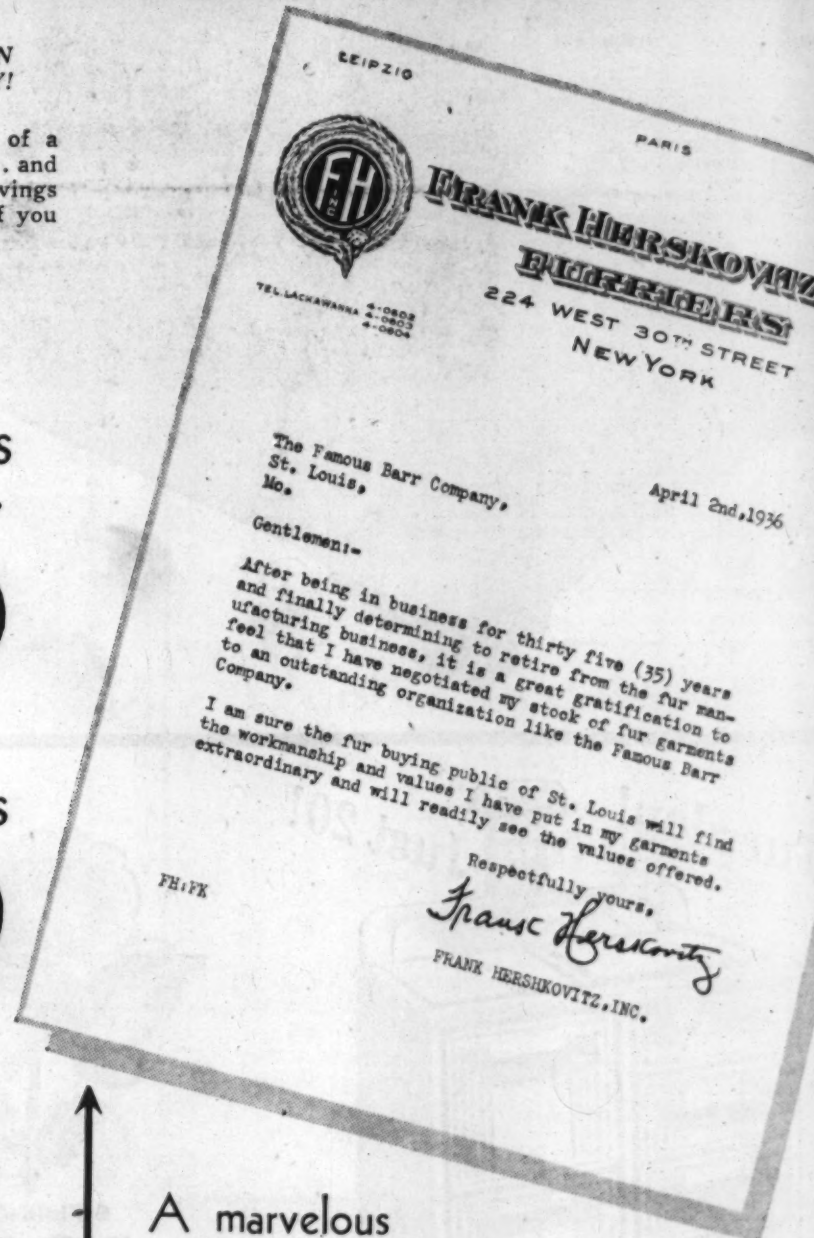 N
Y!
of a
. and
vings
f you
S
S
LEIPZIG
PARIS
FH
INC
FRANK HERSKOVITZ
FURRIERS
224 WEST 30TH STREET
NEW YORK
TEL. LACKAWANNA 4-0602
4-0603
4-0604
The Famous Barr Company,
St. Louis,
Mo.
April 2nd,1936
Gentlemen:-
After being in business for thirty five (35) years
and finally determining to retire from the fur man-
ufacturing business, it is a great gratification to
feel that I have negotiated my stock of fur garments
to an outstanding organization like the Famous Barr
Company.
I am sure the fur buying public of St. Louis will find
the workmanship and values I have put in my garments
extraordinary and will readily see the values offered.
Respectfully yours,
Frank Herskovitz
FRANK HERSHKOVITZ,INC.
FH:FK
A marvelous